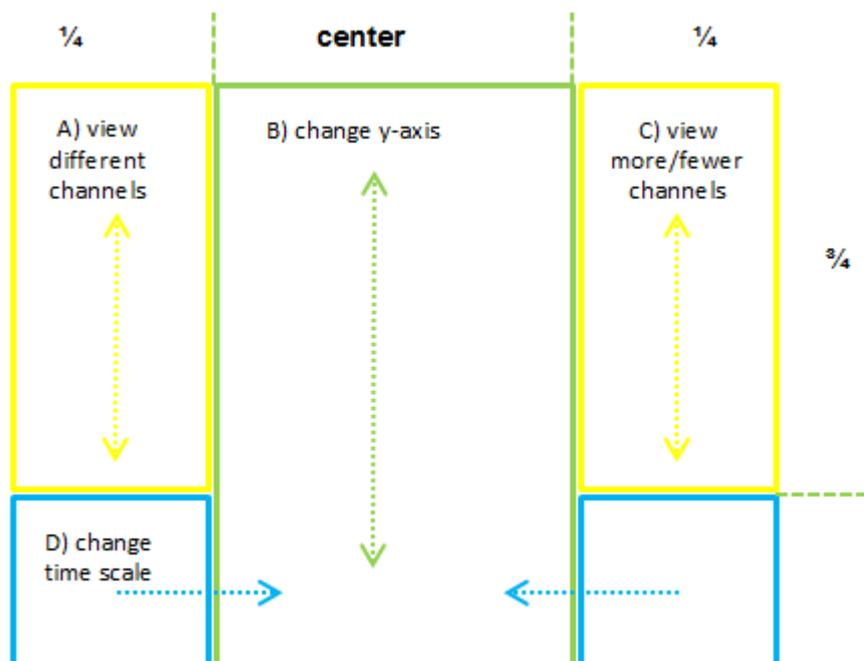 ¼ center ¼
A) view
different
channels
B) change y-axis
C) view
more/fewer
channels
¾
D) change
time scale